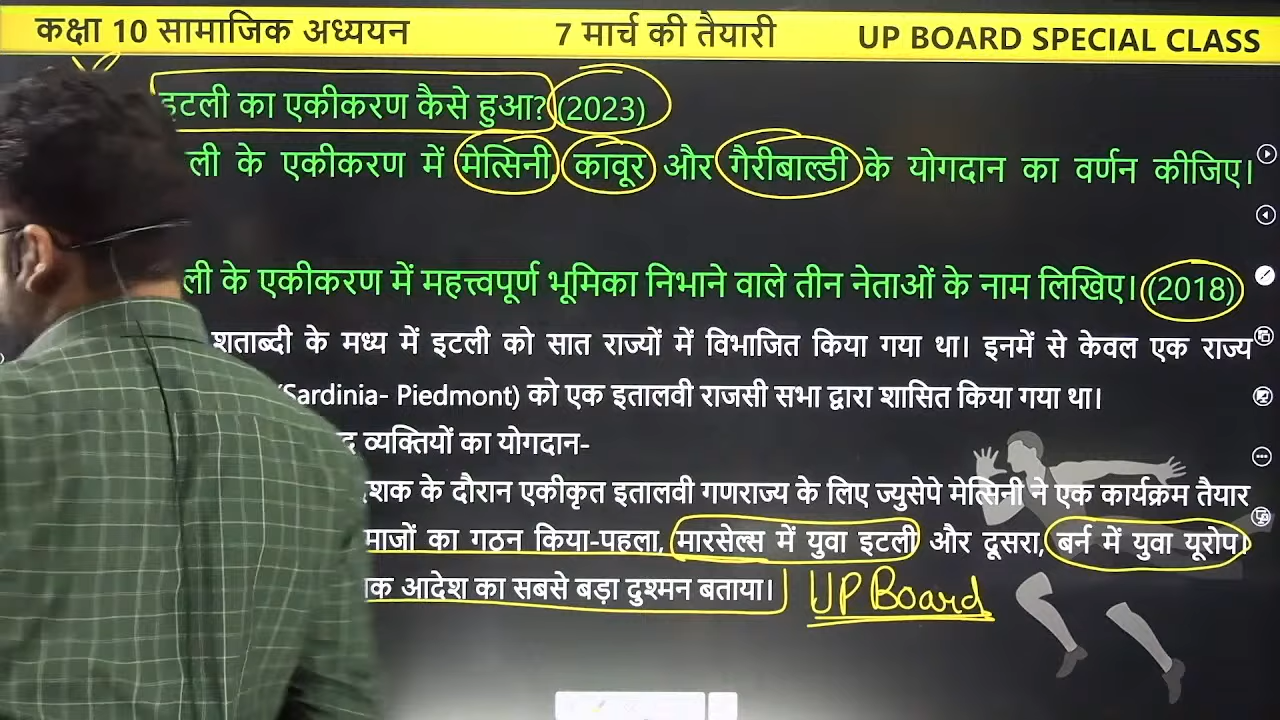 कक्षा 10 सामाजिक अध्ययन 7 मार्च की तैयारी UP BOARD SPECIAL CLASS
इटली का एकीकरण कैसे हुआ? (2023)
ली के एकीकरण में मेत्सिनी, कावूर और गैरीबाल्डी के योगदान का वर्णन कीजिए।
ली के एकीकरण में महत्त्वपूर्ण भूमिका निभाने वाले तीन नेताओं के नाम लिखिए। (2018)
शताब्दी के मध्य में इटली को सात राज्यों में विभाजित किया गया था। इनमें से केवल एक राज्य
(Sardinia- Piedmont) को एक इतालवी राजसी सभा द्वारा शासित किया गया था।
व्यक्तियों का योगदान-
के दौरान एकीकृत इतालवी गणराज्य के लिए ज्युसेपे मेत्सिनी ने एक कार्यक्रम तैयार
माजों का गठन किया-पहला, मारसेल्स में युवा इटली और दूसरा, बर्न में युवा यूरोप।
क आदेश का सबसे बड़ा दुश्मन बताया। UP Board